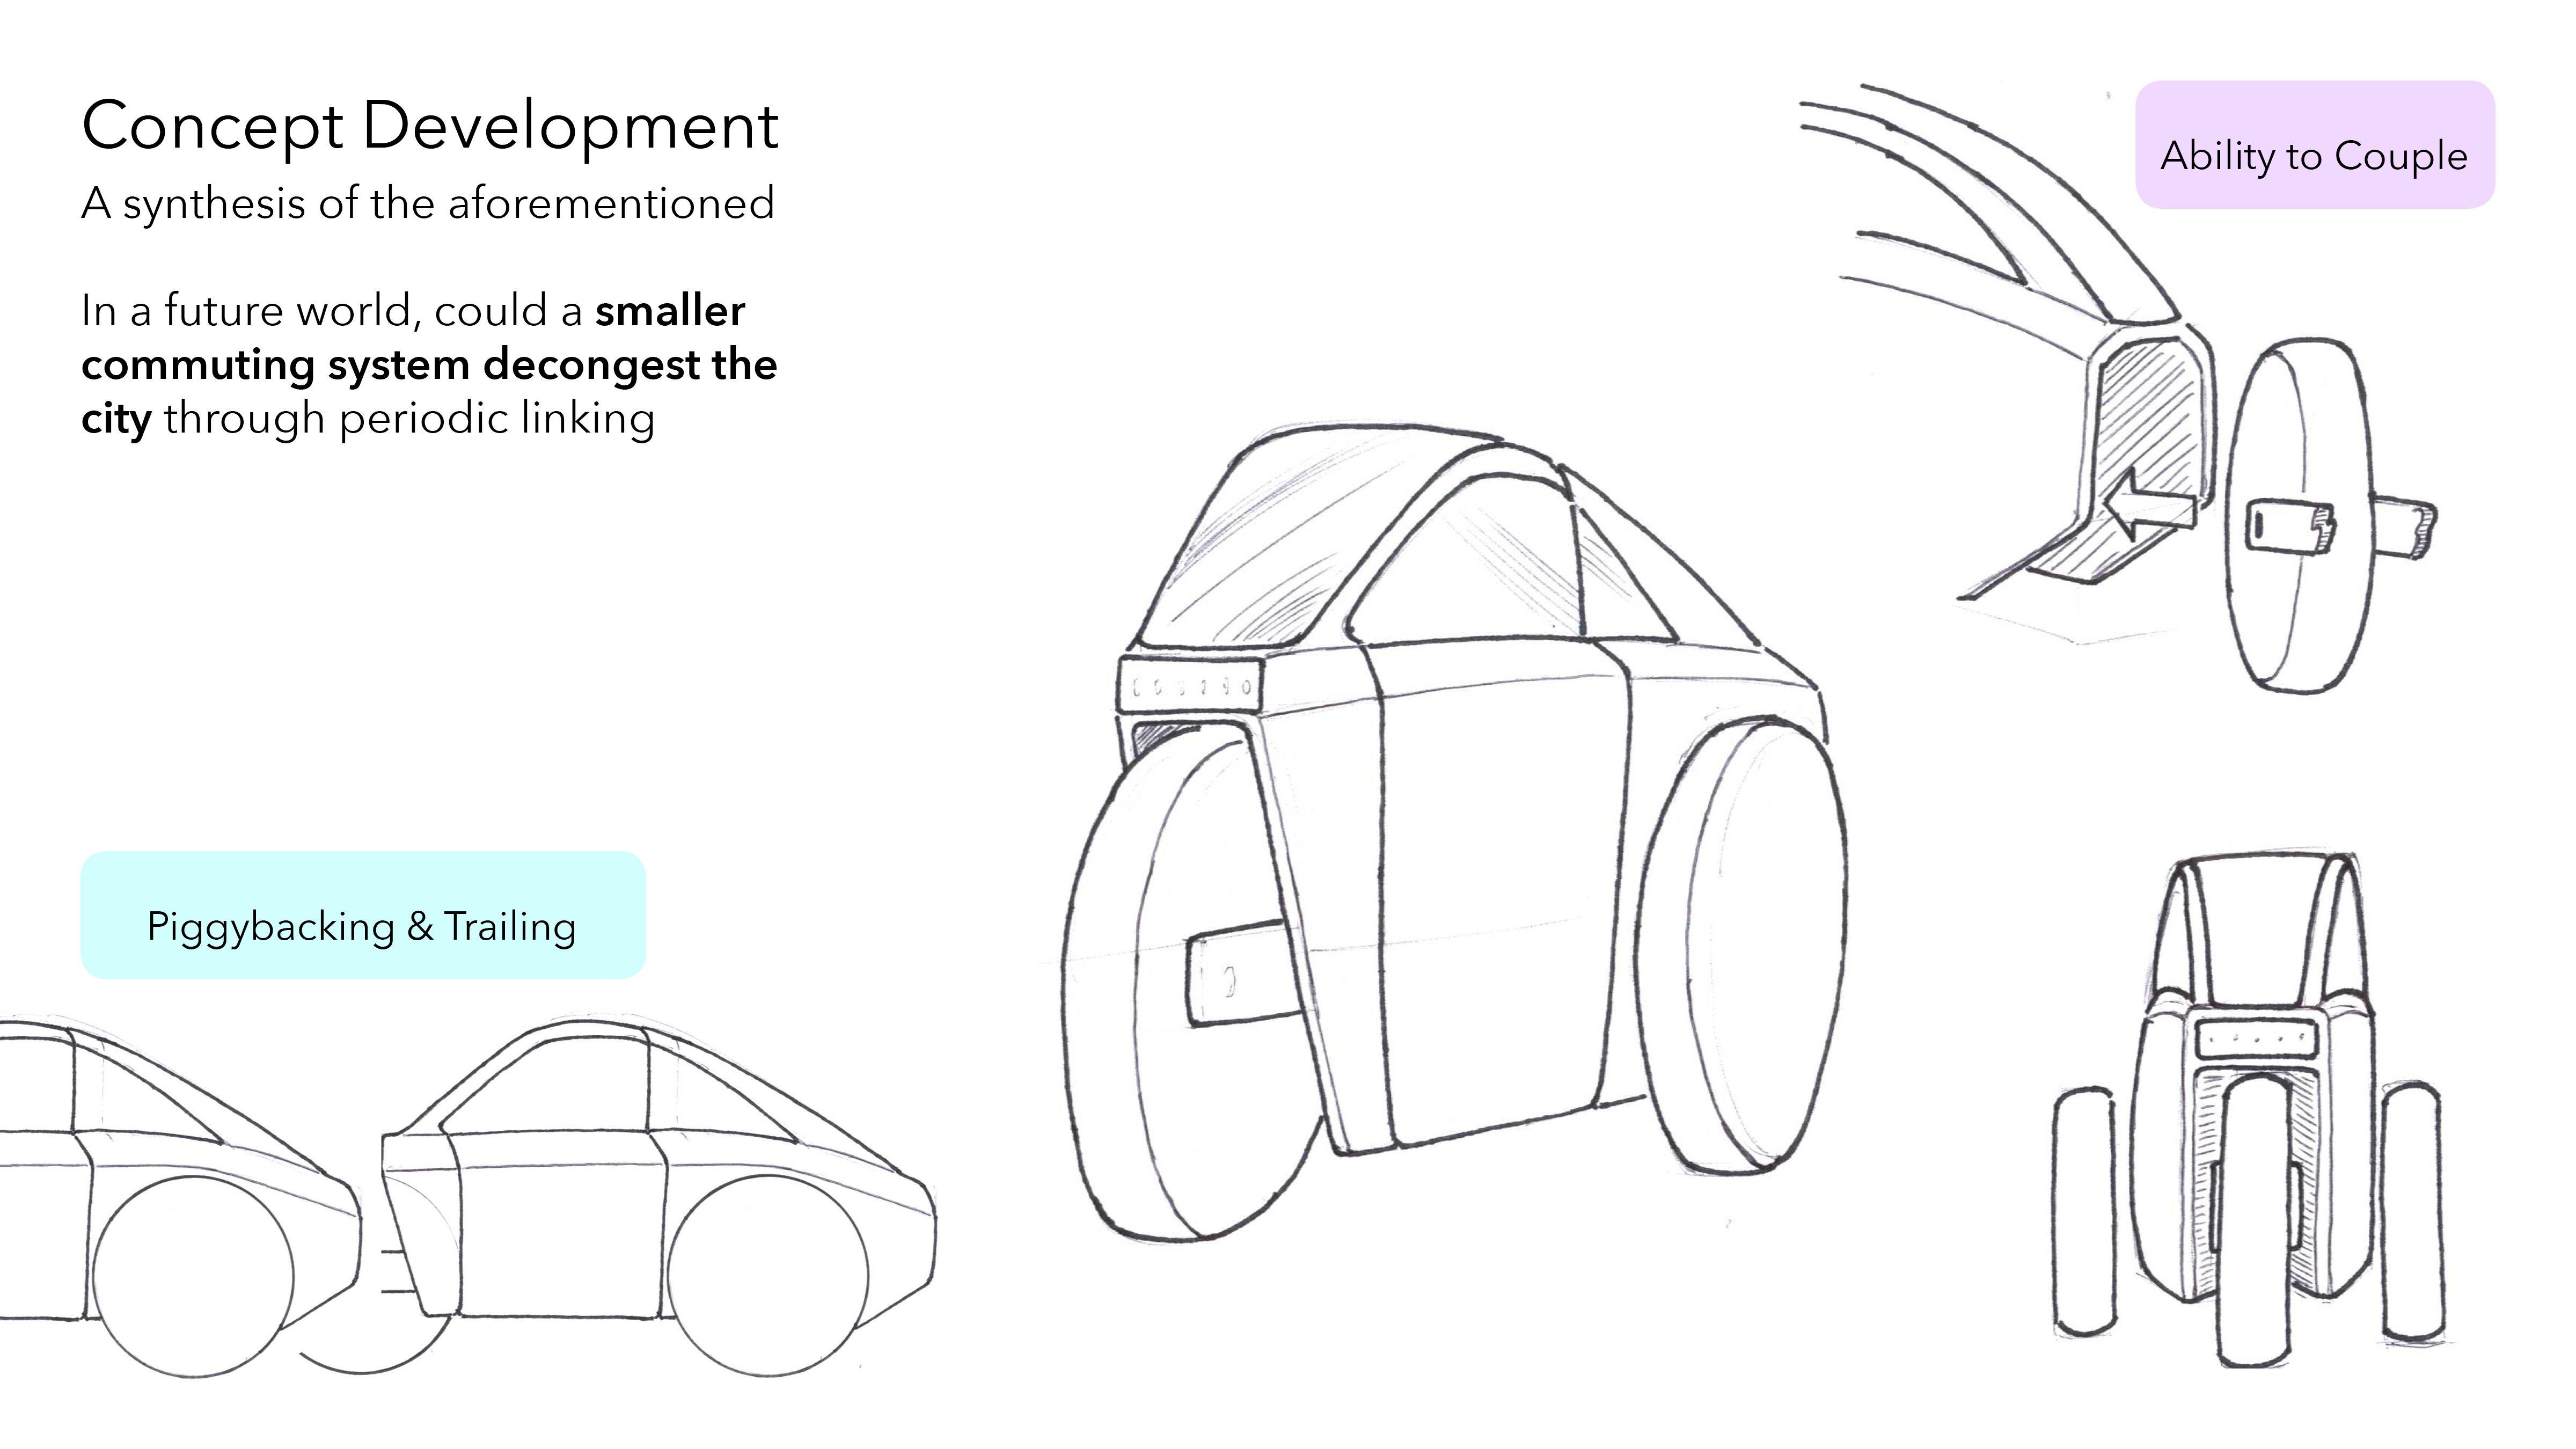 Concept Development
A synthesis of the aforementioned
In a future world, could a smaller
commuting system decongest the
city through periodic linking
Ability to Couple
Piggybacking & Trailing